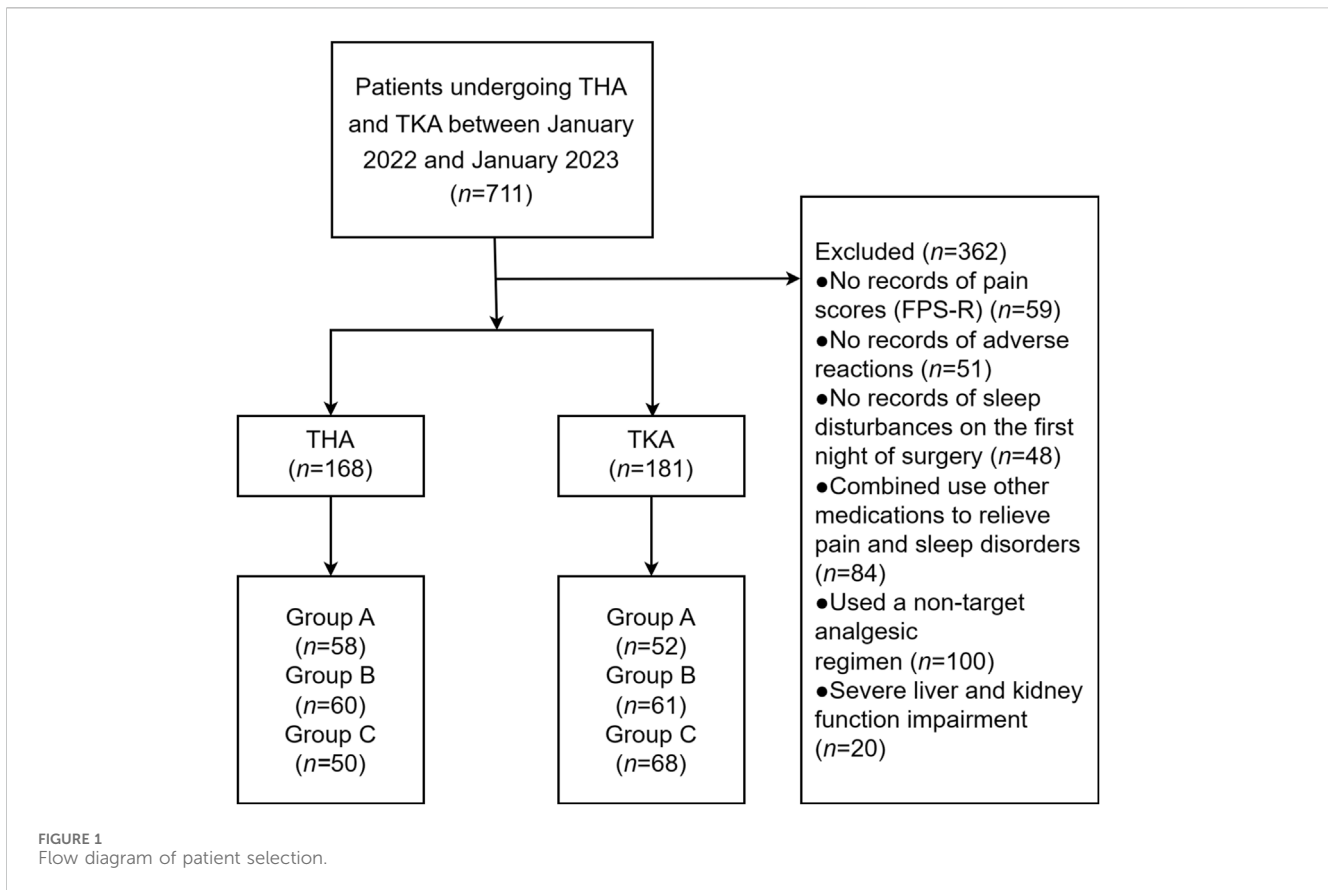 Patients undergoing THA
and TKA between January
2022 and January 2023
(n=711)
Excluded (n=362)
●No records of pain
scores (FPS-R) (n=59)
●No records of adverse
reactions (n=51)
●No records of sleep
disturbances on the first
night of surgery (n=48)
●Combined use other
medications to relieve
pain and sleep disorders
(n=84)
●Used a non-target
analgesic
regimen (n=100)
●Severe liver and kidney
function impairment
(n=20)
THA
(n=168)
TKA
(n=181)
Group A
(n=58)
Group B
(n=60)
Group C
(n=50)
Group A
(n=52)
Group B
(n=61)
Group C
(n=68)
FIGURE 1
Flow diagram of patient selection.